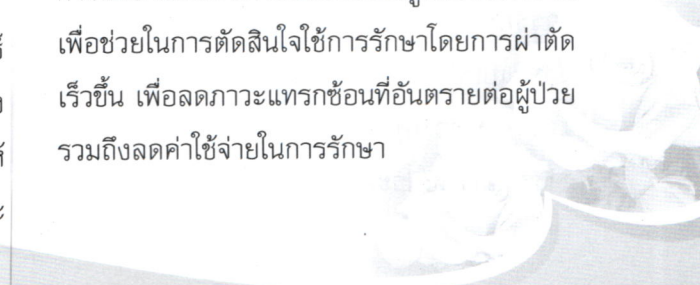 เพื่อช่วยในการตัดสินใจใช้การรักษาโดยการผ่าตัด
เร็วขึ้น เพื่อลดภาวะแทรกซ้อนที่อันตรายต่อผู้ป่วย
รวมถึงลดค่าใช้จ่ายในการรักษา